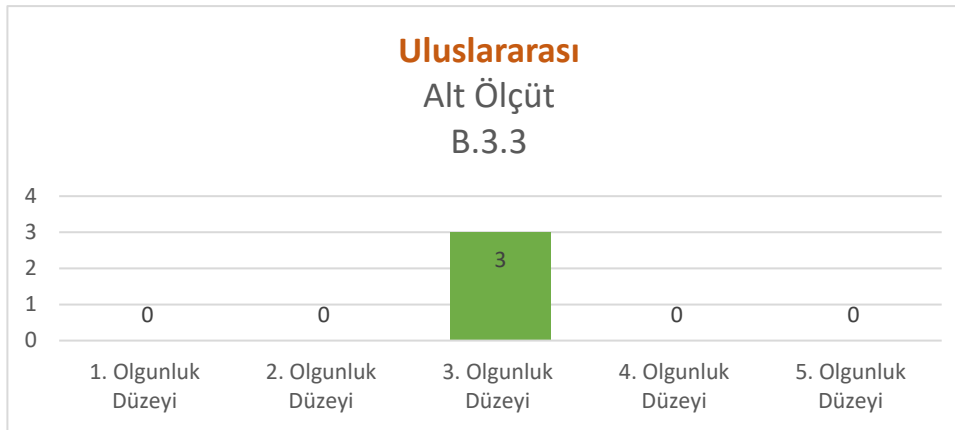 Uluslararası
Alt Ölçüt
B.3.3
4
3
2
1
0
0
0
3
0
0
1. Olgunluk Düzeyi
2. Olgunluk Düzeyi
3. Olgunluk Düzeyi
4. Olgunluk Düzeyi
5. Olgunluk Düzeyi